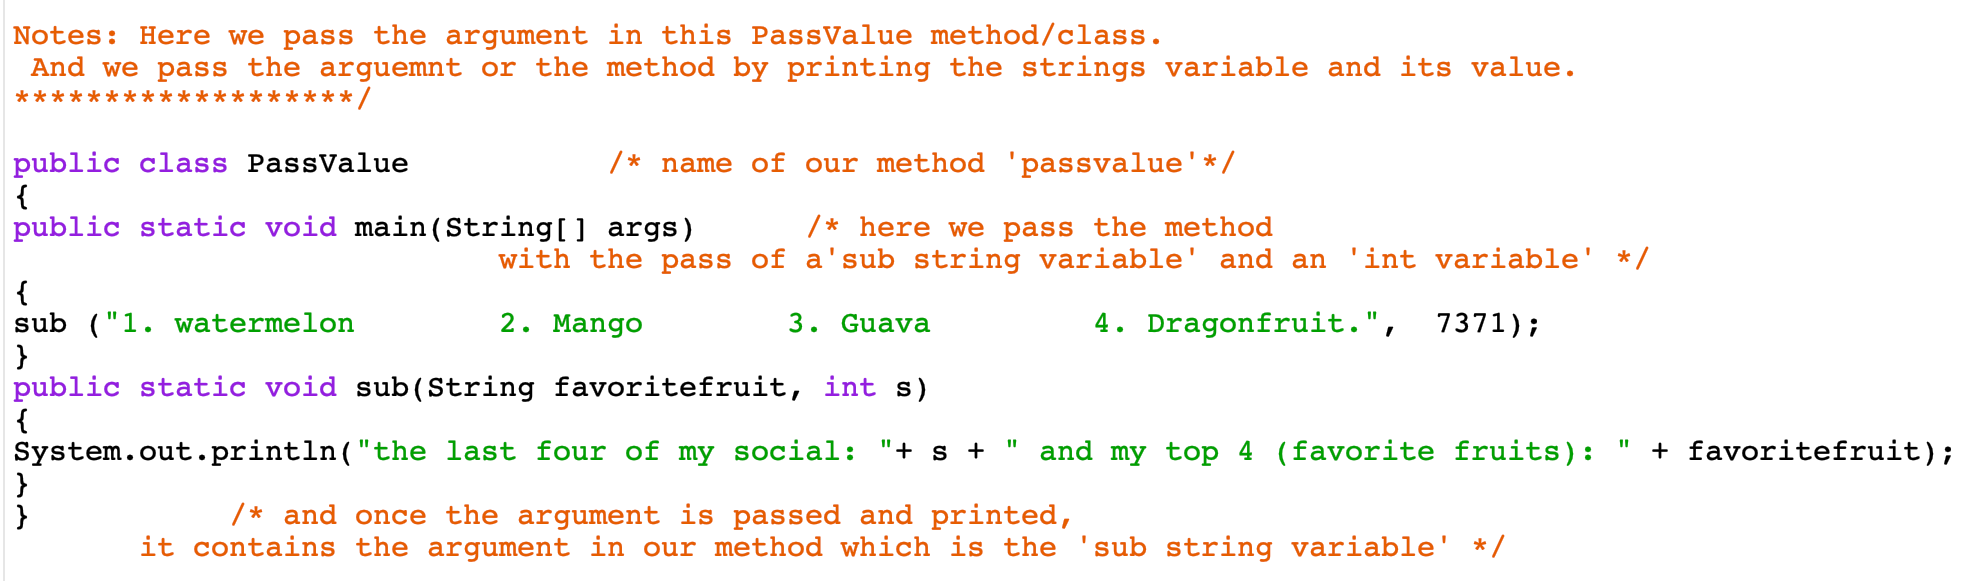 Notes: Here we pass the argument in this PassValue method/class.
And we pass the arguemnt or the method by printing the strings variable and its value.
*******************/
public class PassValue /* name of our method 'passvalue'*/
{
public static void main(String[] args) /* here we pass the method
with the pass of a'sub string variable' and an 'int variable' */
{
sub ("1. watermelon 2. Mango 3. Guava 4. Dragonfruit.", 7371);
}
public static void sub(String favoritefruit, int s)
{
System.out.println("the last four of my social: "+ s + " and my top 4 (favorite fruits): " + favoritefruit);
}
} /* and once the argument is passed and printed,
it contains the argument in our method which is the 'sub string variable' */